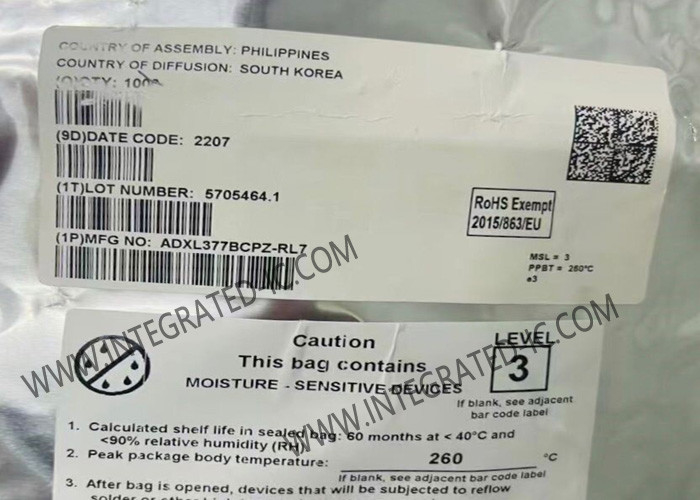 COUNTRY OF ASSEMBLY: PHILIPPINES
COUNTRY OF DIFFUSION: SOUTH KOREA
(Q)QTY: 1000
(9D)DATE CODE: 2207
(1T)LOT NUMBER: 5705464.1
(1P)MFG NO: ADXL377BCPZ-RL7
RoHS Exempt
2015/863/EU
MSL = 3
PPBT = 260°C
e3
WWW.INTEGRATED-IC.COM
Caution
This bag contains
MOISTURE - SENSITIVE DEVICES
LEVEL
3
If blank, see adjacent
bar code label
WWW.INTEGRATED-IC.COM
1. Calculated shelf life in sealed bag: 60 months at < 40°C and
<90% relative humidity (RH)
2. Peak package body temperature: 260 °C
If blank, see adjacent bar code label
3. After bag is opened, devices that will be subjected to reflow
solder or other